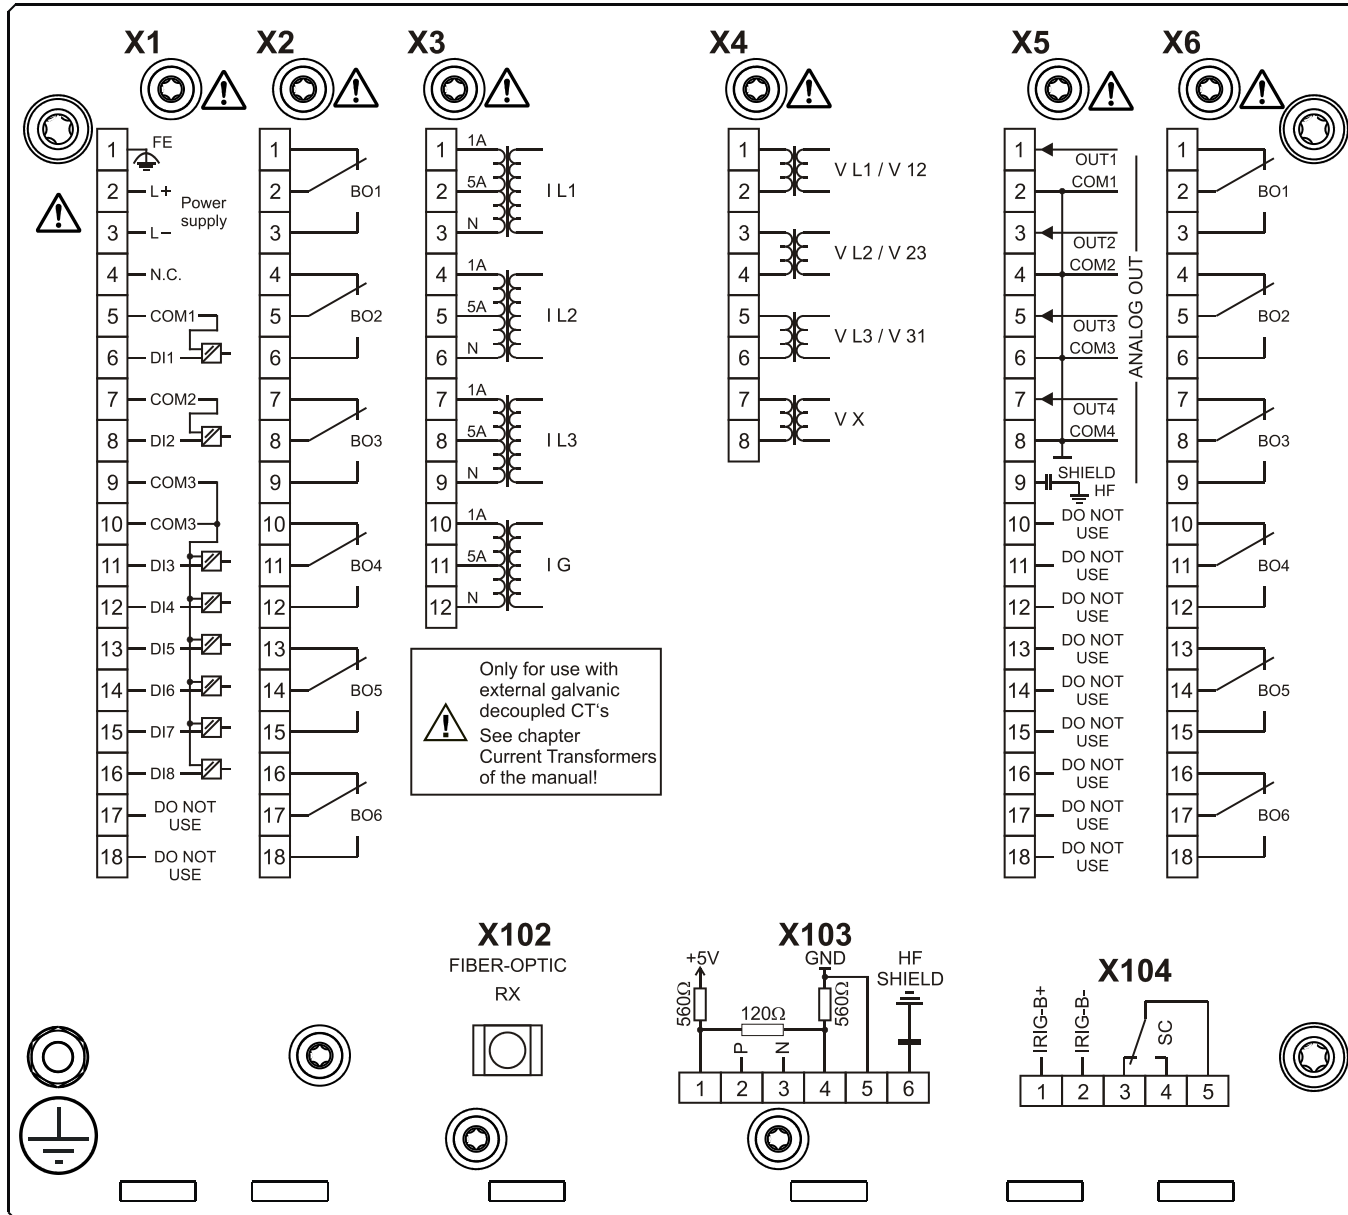 X1
X2
X3
X4
X5
X6
1 FE
2 L+
3 L–
Power
supply
4 N.C.
5 COM1
6 DI1
7 COM2
8 DI2
9 COM3
10 COM3
11 DI3
12 DI4
13 DI5
14 DI6
15 DI7
16 DI8
17 DO NOT
USE
18 DO NOT
USE
1
2 BO1
3
4
5 BO2
6
7
8 BO3
9
10
11 BO4
12
13
14 BO5
15
16
17 BO6
18
1 1A
2 5A I L1
3 N
4 1A
5 5A I L2
6 N
7 1A
8 5A I L3
9 N
10 1A
11 5A I G
12 N
Only for use with
external galvanic
decoupled CT‘s
See chapter
Current Transformers
of the manual!
1
V L1 / V 12
2
3
V L2 / V 23
4
5
V L3 / V 31
6
7
V X
8
1 OUT1
2 COM1
3 OUT2
4 COM2
5 OUT3
6 COM3
7 OUT4
8 COM4
ANALOG OUT
9 SHIELD
HF
10 DO NOT
USE
11 DO NOT
USE
12 DO NOT
USE
13 DO NOT
USE
14 DO NOT
USE
15 DO NOT
USE
16 DO NOT
USE
17 DO NOT
USE
18 DO NOT
USE
1
2 BO1
3
4
5 BO2
6
7
8 BO3
9
10
11 BO4
12
13
14 BO5
15
16
17 BO6
18
X102
FIBER-OPTIC
RX
X103
+5V
GND
HF
SHIELD
560Ω
120Ω
560Ω
P
N
1 2 3 4 5 6
X104
IRIG-B+
IRIG-B-
SC
1 2 3 4 5